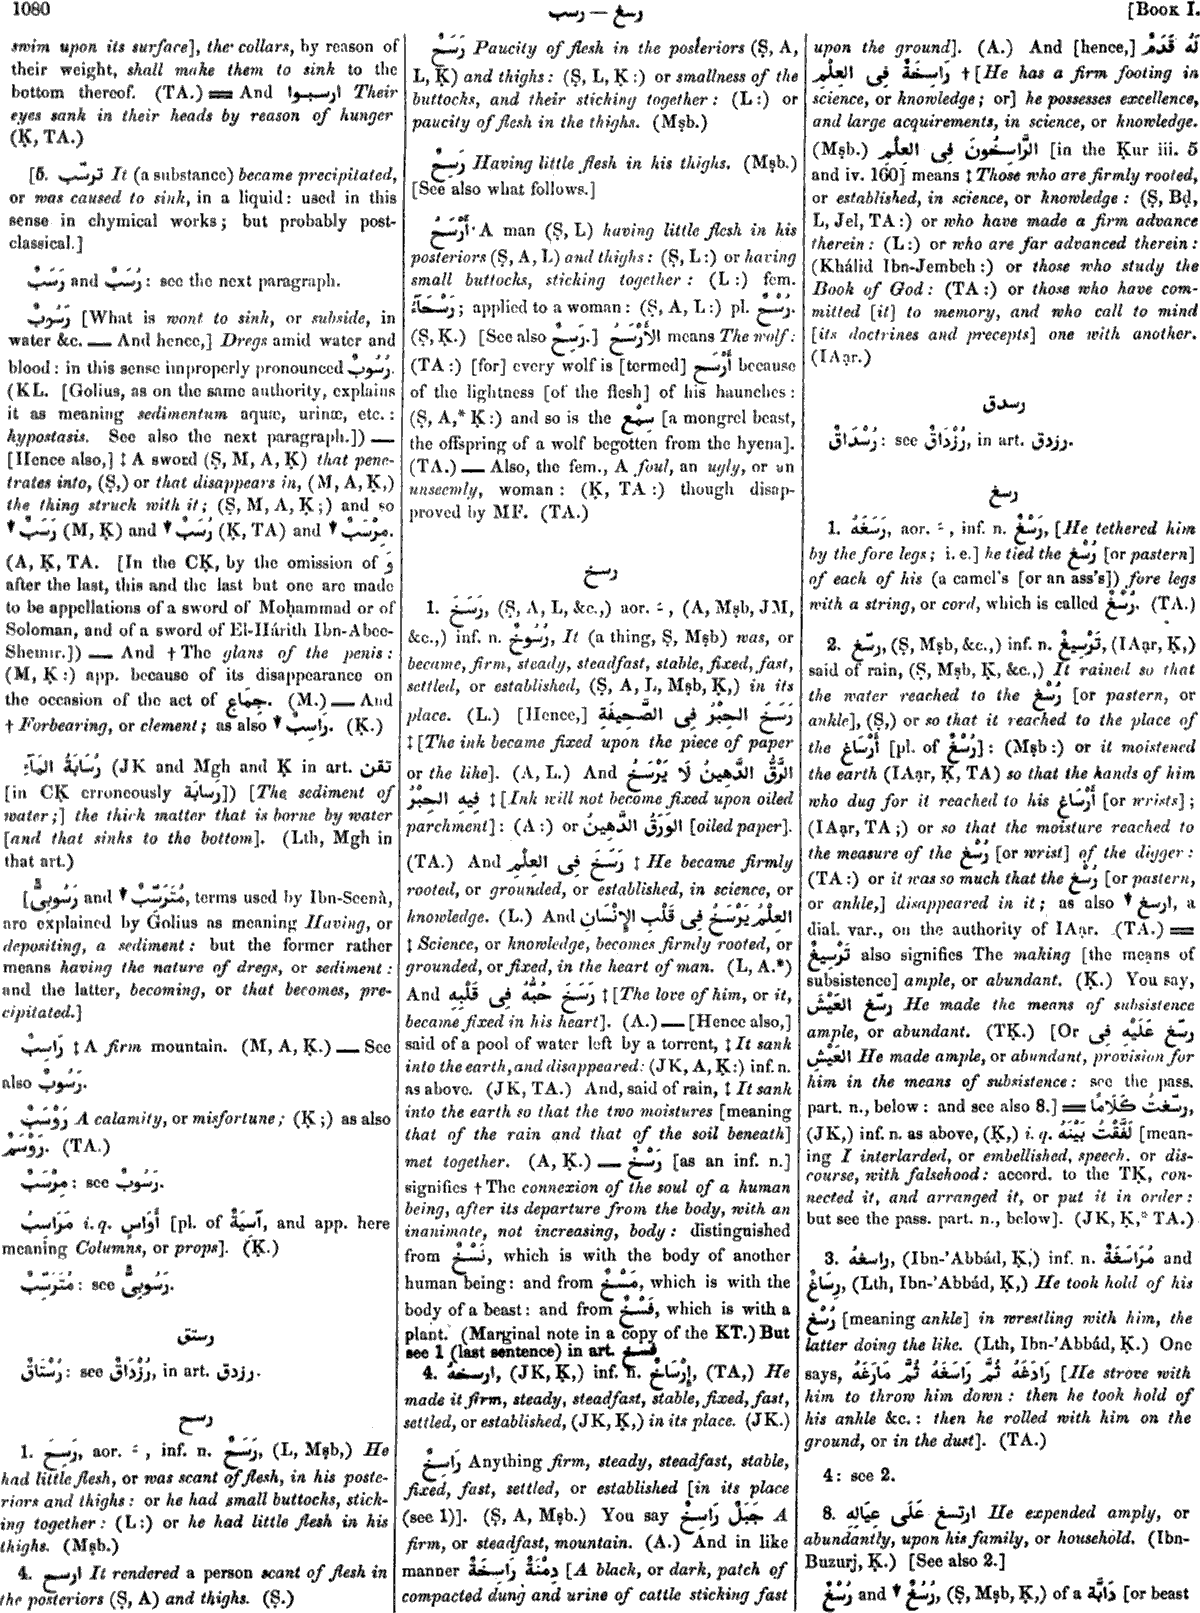 1080
رسب — رسغ
[BOOK I.
swim upon its surface], the collars, by reason of
their weight, shall make them to sink to the
bottom thereof. (TA.) == And ارسبوا Their
eyes sank in their heads by reason of hunger
(Ḳ, TA.)
[5. ترسّب It (a substance) became precipitated,
or was caused to sink, in a liquid: used in this
sense in chymical works; but probably post-
classical.]
رَسَبٌ and رُسَبٌ: see the next paragraph.
رَسُوبٌ [What is wont to sink, or subside, in
water &c. — And hence,] Dregs amid water and
blood: in this sense improperly pronounced رُسُوبٌ.
(KL. [Golius, as on the same authority, explains
it as meaning sedimentum aquæ, urinæ, etc.:
hypostasis. See also the next paragraph.]) —
[Hence also,] ‡ A sword (Ṣ, M, A, Ḳ) that pene-
trates into, (Ṣ,) or that disappears in, (M, A, Ḳ,)
the thing struck with it; (Ṣ, M, A, Ḳ;) and so
▼ رَسَبٌ (M, Ḳ) and ▼ رُسَبٌ (Ḳ, TA) and ▼ مِرْسَبٌ.
(A, Ḳ, TA. [In the CḲ, by the omission of وَ
after the last, this and the last but one are made
to be appellations of a sword of Moḥammad or of
Soloman, and of a sword of El-Ḥárith Ibn-Abee-
Shemir.]) — And † The glans of the penis:
(M, Ḳ:) app. because of its disappearance on
the occasion of the act of جِمَاع. (M.) — And
† Forbearing, or clement; as also ▼ رَاسِبٌ. (Ḳ.)
رُسَابَةُ المَآءِ (JK and Mgh and Ḳ in art. تقن
[in CḲ erroneously رسابَة]) [The sediment of
water;] the thick matter that is borne by water
[and that sinks to the bottom]. (Lth, Mgh in
that art.)
[رَسُوبِىٌّ and ▼ مُتَرَسِّبٌ, terms used by Ibn-Seenà,
are explained by Golius as meaning Having, or
depositing, a sediment: but the former rather
means having the nature of dregs, or sediment:
and the latter, becoming, or that becomes, pre-
cipitated.]
رَاسِبٌ ‡ A firm mountain. (M, A, Ḳ.) — See
also رَسُوبٌ.
رَوْسَبٌ A calamity, or misfortune; (Ḳ;) as also
رَوْسَمٌ. (TA.)
مِرْسَبٌ: see رَسُوبٌ.
مَرَاسِبُ i. q. أَوَاسٍ [pl. of آسِيَةٌ, and app. here
meaning Columns, or props]. (Ḳ.)
مُتَرَسِّبٌ: see رَسُوبِىٌّ.
رستق
رُسْتَاقٌ: see رُزْدَاقٌ, in art. رزدق.
رسح
1. رَسِحَ, aor. ـَ , inf. n. رَسَحٌ, (L, Mṣb,) He
had little flesh, or was scant of flesh, in his poste-
riors and thighs: or he had small buttocks, stick-
ing together: (L:) or he had little flesh in his
thighs. (Mṣb.)
4. ارسح It rendered a person scant of flesh in
the posteriors (Ṣ, A) and thighs. (Ṣ.)
رَسَحٌ Paucity of flesh in the posteriors (Ṣ, A,
L, Ḳ) and thighs: (Ṣ, L, Ḳ:) or smallness of the
buttocks, and their sticking together: (L:) or
paucity of flesh in the thighs. (Mṣb.)
رَسِحٌ Having little flesh in his thighs. (Mṣb.)
[See also what follows.]
أَرْسَحُ A man (Ṣ, L) having little flesh in his
posteriors (Ṣ, A, L) and thighs: (Ṣ, L:) or having
small buttocks, sticking together: (L:) fem.
رَسْحَآءُ; applied to a woman: (Ṣ, A, L:) pl. رُسْحٌ.
(Ṣ, Ḳ.) [See also رَسِحٌ.] الأَرْسَحُ means The wolf:
(TA:) [for] every wolf is [termed] أَرْسَح because
of the lightness [of the flesh] of his haunches:
(Ṣ, A,* Ḳ:) and so is the سِمْع [a mongrel beast,
the offspring of a wolf begotten from the hyena].
(TA.) — Also, the fem., A foul, an ugly, or an
unseemly, woman: (Ḳ, TA:) though disap-
proved by MF. (TA.)
رسخ
1. رَسَخَ, (Ṣ, A, L, &c.,) aor. ـَ , (A, Mṣb, JM,
&c.,) inf. n. رُسُوخٌ, It (a thing, Ṣ, Mṣb) was, or
became, firm, steady, steadfast, stable, fixed, fast,
settled, or established, (Ṣ, A, L, Mṣb, Ḳ,) in its
place. (L.) [Hence,] رَسَخَ الحِبْرُ فِى الصَّحِيفَةِ
‡ [The ink became fixed upon the piece of paper
or the like]. (A, L.) And الرَّقُّ الدَّهِينُ لَا يَرْسَخُ
فِيهِ الحِبْرُ ‡ [Ink will not become fixed upon oiled
parchment]: (A:) or الوَرَقُ الدَّهِينُ [oiled paper].
(TA.) And رَسَخَ فِى العِلْمِ ‡ He became firmly
rooted, or grounded, or established, in science, or
knowledge. (L.) And العِلْمُ يَرْسَخُ فِى قَلْبِ الإِنْسَانِ
‡ Science, or knowledge, becomes firmly rooted, or
grounded, or fixed, in the heart of man. (L, A.*)
And رَسَخَ حُبُّهُ فِى قَلْبِهِ ‡ [The love of him, or it,
became fixed in his heart]. (A.) — [Hence also,]
said of a pool of water left by a torrent, ‡ It sank
into the earth, and disappeared: (JK, A, Ḳ:) inf. n.
as above. (JK, TA.) And, said of rain, ‡ It sank
into the earth so that the two moistures [meaning
that of the rain and that of the soil beneath]
met together. (A, Ḳ.) — رَسْخٌ [as an inf. n.]
signifies † The connexion of the soul of a human
being, after its departure from the body, with an
inanimate, not increasing, body: distinguished
from نَسْخٌ, which is with the body of another
human being: and from مَسْخٌ, which is with the
body of a beast: and from فَسْخٌ, which is with a
plant. (Marginal note in a copy of the KT.) But
see 1 (last sentence) in art. فسخ
4. ارسخهُ, (JK, Ḳ,) inf. n. إِرْسَاخٌ, (TA,) He
made it firm, steady, steadfast, stable, fixed, fast,
settled, or established, (JK, Ḳ,) in its place. (JK.)
رَاسِخٌ Anything firm, steady, steadfast, stable,
fixed, fast, settled, or established [in its place
(see 1)]. (Ṣ, A, Mṣb.) You say جَبَلٌ رَاسِخٌ A
firm, or steadfast, mountain. (A.) And in like
manner دِمْنَةٌ رَاسِخَةٌ [A black, or dark, patch of
compacted dung and urine of cattle sticking fast
upon the ground]. (A.) And [hence,] لَهُ قَدَمٌ
رَاسِخَةٌ فِى العِلْمِ † [He has a firm footing in
science, or knowledge; or] he possesses excellence,
and large acquirements, in science, or knowledge.
(Mṣb.) الرَّاسِخُونَ فِى العِلْمِ [in the Ḳur iii. 5
and iv. 160] means ‡ Those who are firmly rooted,
or established, in science, or knowledge: (Ṣ, Bḍ,
L, Jel, TA:) or who have made a firm advance
therein: (L:) or who are far advanced therein:
(Khálid Ibn-Jembeh:) or those who study the
Book of God: (TA:) or those who have com-
mitted [it] to memory, and who call to mind
[its doctrines and precepts] one with another.
(IAạr.)
رسدق
رُسْدَاقٌ: see رُزْدَاقٌ, in art. رزدق.
رسغ
1. رَسَغَهُ, aor. ـَ , inf. n. رَسْغٌ, [He tethered him
by the fore legs; i. e.] he tied the رُسْغ [or pastern]
of each of his (a camel's [or an ass's]) fore legs
with a string, or cord, which is called رُسْغٌ. (TA.)
2. رسّغ, (Ṣ, Mṣb, &c.,) inf. n. تَرْسِيغٌ, (IAạr, Ḳ,)
said of rain, (Ṣ, Mṣb, Ḳ, &c.,) It rained so that
the water reached to the رُسْغ [or pastern, or
ankle], (Ṣ,) or so that it reached to the place of
the أَرْسَاغ [pl. of رُسْغٌ]: (Mṣb:) or it moistened
the earth (IAạr, Ḳ, TA) so that the hands of him
who dug for it reached to his أَرْسَاغ [or wrists];
(IAạr, TA;) or so that the moisture reached to
the measure of the رُسْغ [or wrist] of the digger:
(TA:) or it was so much that the رُسْغ [or pastern,
or ankle,] disappeared in it; as also ▼ ارسغ, a
dial. var., on the authority of IAạr. (TA.) ==
تَرْسِيغٌ also signifies The making [the means of
subsistence] ample, or abundant. (Ḳ.) You say,
رسّغ العَيْشَ He made the means of subsistence
ample, or abundant. (TḲ.) [Or رسّغ عَلَيْهِ فِى
العَيْشِ He made ample, or abundant, provision for
him in the means of subsistence: see the pass.
part. n., below: and see also 8.] == رسّغتُ كَلَامًا,
(JK,) inf. n. as above, (Ḳ,) i. q. لَفَّقْتُ بَيْنَهُ [mean-
ing I interlarded, or embellished, speech, or dis-
course, with falsehood: accord. to the TḲ, con-
nected it, and arranged it, or put it in order:
but see the pass. part. n., below]. (JK, Ḳ,* TA.)
3. راسغهُ, (Ibn-'Abbád, Ḳ,) inf. n. مُرَاسَغَةٌ and
رِسَاغٌ, (Lth, Ibn-'Abbád, Ḳ,) He took hold of his
رُسْغ [meaning ankle] in wrestling with him, the
latter doing the like. (Lth, Ibn-'Abbád, Ḳ.) One
says, رَادَغَهُ ثُمَّ رَاسَغَهُ ثُمَّ مَارَغَهُ [He strove with
him to throw him down: then he took hold of
his ankle &c.: then he rolled with him on the
ground, or in the dust]. (TA.)
4: see 2.
8. ارتسغ عَلَى عِيَالِهِ He expended amply, or
abundantly, upon his family, or household. (Ibn-
Buzurj, Ḳ.) [See also 2.]
رُسْغٌ and ▼ رُسُغٌ, (Ṣ, Mṣb, Ḳ,) of a دَابَّة [or beast